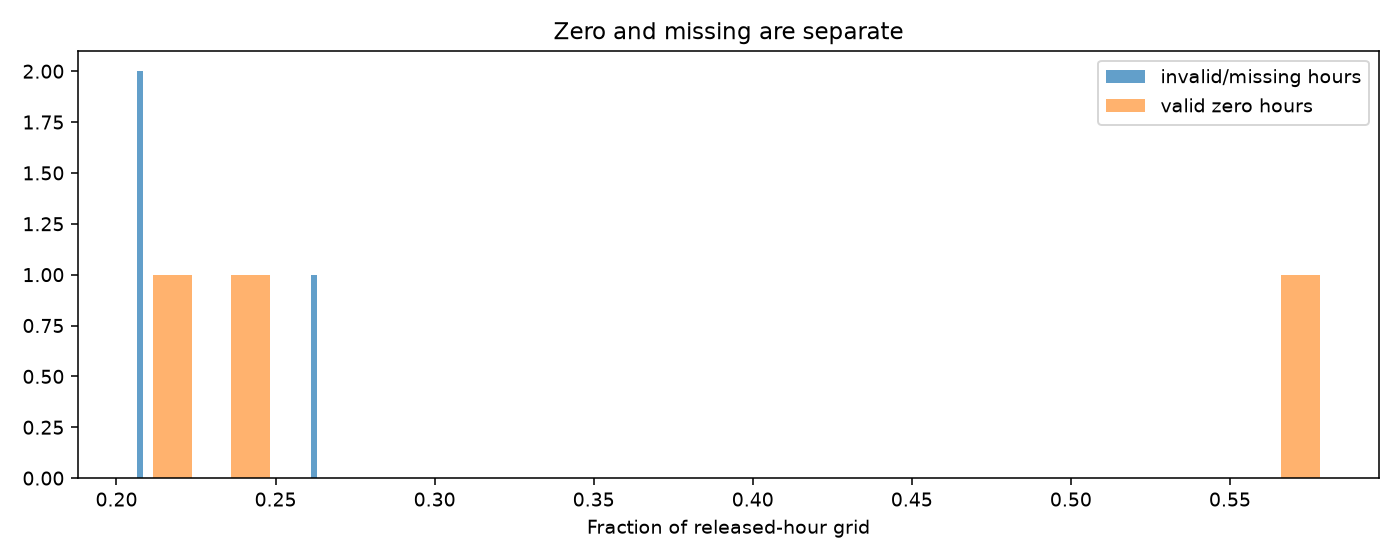 Zero and missing are separate
invalid/missing hours
valid zero hours
2.00
1.75
1.50
1.25
1.00
0.75
0.50
0.25
0.00
0.20 0.25 0.30 0.35 0.40 0.45 0.50 0.55
Fraction of released-hour grid